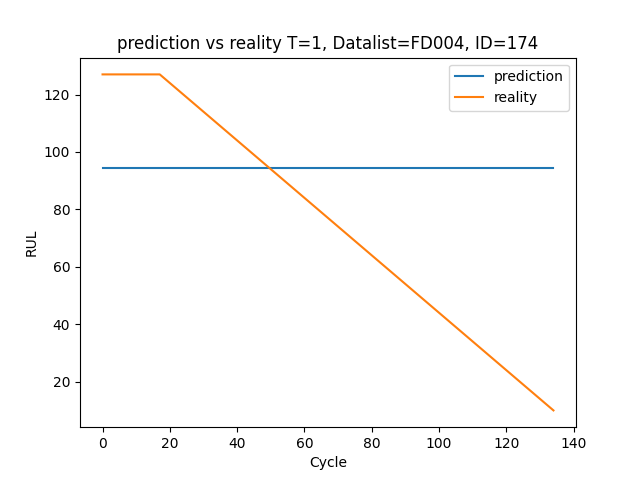 prediction vs reality T=1, Datalist=FD004, ID=174
prediction
reality
RUL
120
100
80
60
40
20
0 20 40 60 80 100 120 140
Cycle